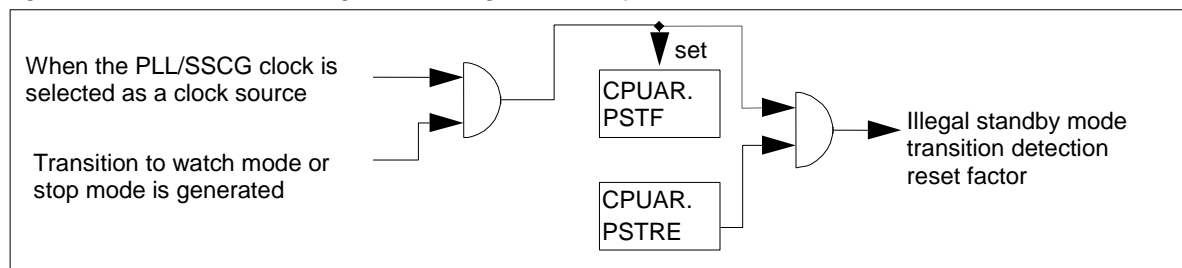 When the PLL/SSCG clock is
selected as a clock source
Transition to watch mode or
stop mode is generated
set
CPUAR.
PSTF
CPUAR.
PSTRE
Illegal standby mode
transition detection
reset factor